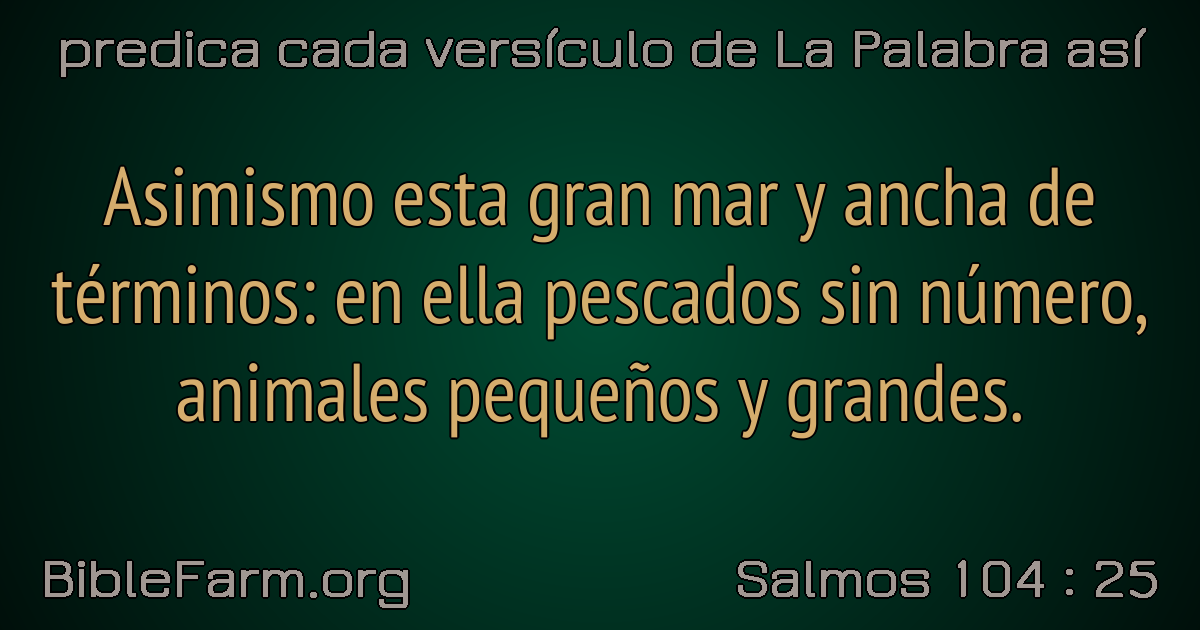 predica cada versículo de La Palabra así
Asimismo esta gran mar y ancha de
términos: en ella pescados sin número,
animales pequeños y grandes.
BibleFarm.org
Salmos 104 : 25